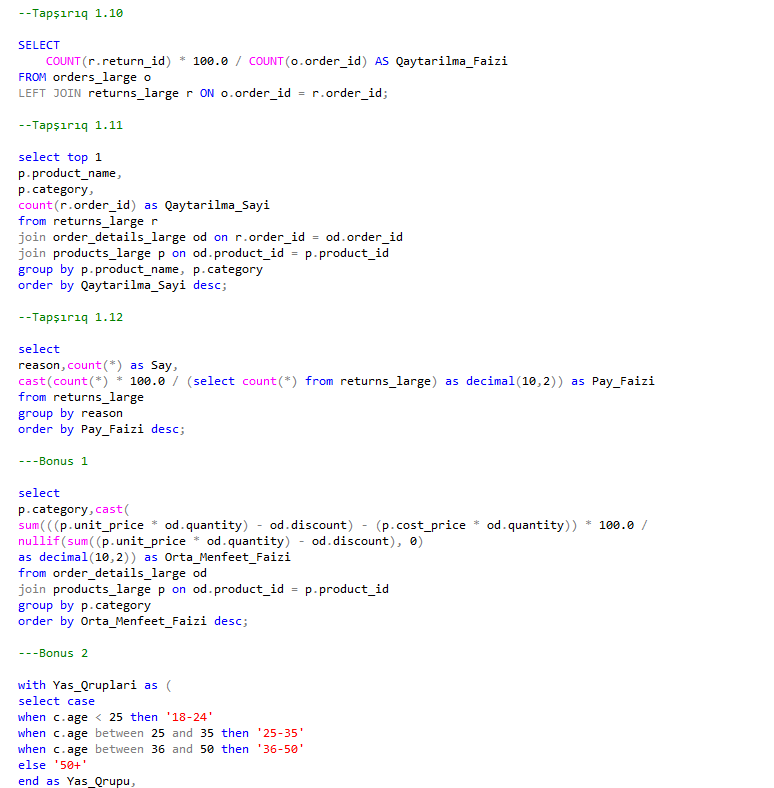 --Tapşırıq 1.10
SELECT
COUNT(r.return_id) * 100.0 / COUNT(o.order_id) AS Qaytarilma_Faizi
FROM orders_large o
LEFT JOIN returns_large r ON o.order_id = r.order_id;
--Tapşırıq 1.11
select top 1
p.product_name,
p.category,
count(r.order_id) as Qaytarilma_Sayi
from returns_large r
join order_details_large od on r.order_id = od.order_id
join products_large p on od.product_id = p.product_id
group by p.product_name, p.category
order by Qaytarilma_Sayi desc;
--Tapşırıq 1.12
select
reason,count(*) as Say,
cast(count(*) * 100.0 / (select count(*) from returns_large) as decimal(10,2)) as Pay_Faizi
from returns_large
group by reason
order by Pay_Faizi desc;
---Bonus 1
select
p.category,cast(
sum(((p.unit_price * od.quantity) - od.discount) - (p.cost_price * od.quantity)) * 100.0 /
nullif(sum((p.unit_price * od.quantity) - od.discount), 0)
as decimal(10,2)) as Orta_Menfeet_Faizi
from order_details_large od
join products_large p on od.product_id = p.product_id
group by p.category
order by Orta_Menfeet_Faizi desc;
---Bonus 2
with Yas_Qruplari as (
select case
when c.age < 25 then '18-24'
when c.age between 25 and 35 then '25-35'
when c.age between 36 and 50 then '36-50'
else '50+'
end as Yas_Qrupu,